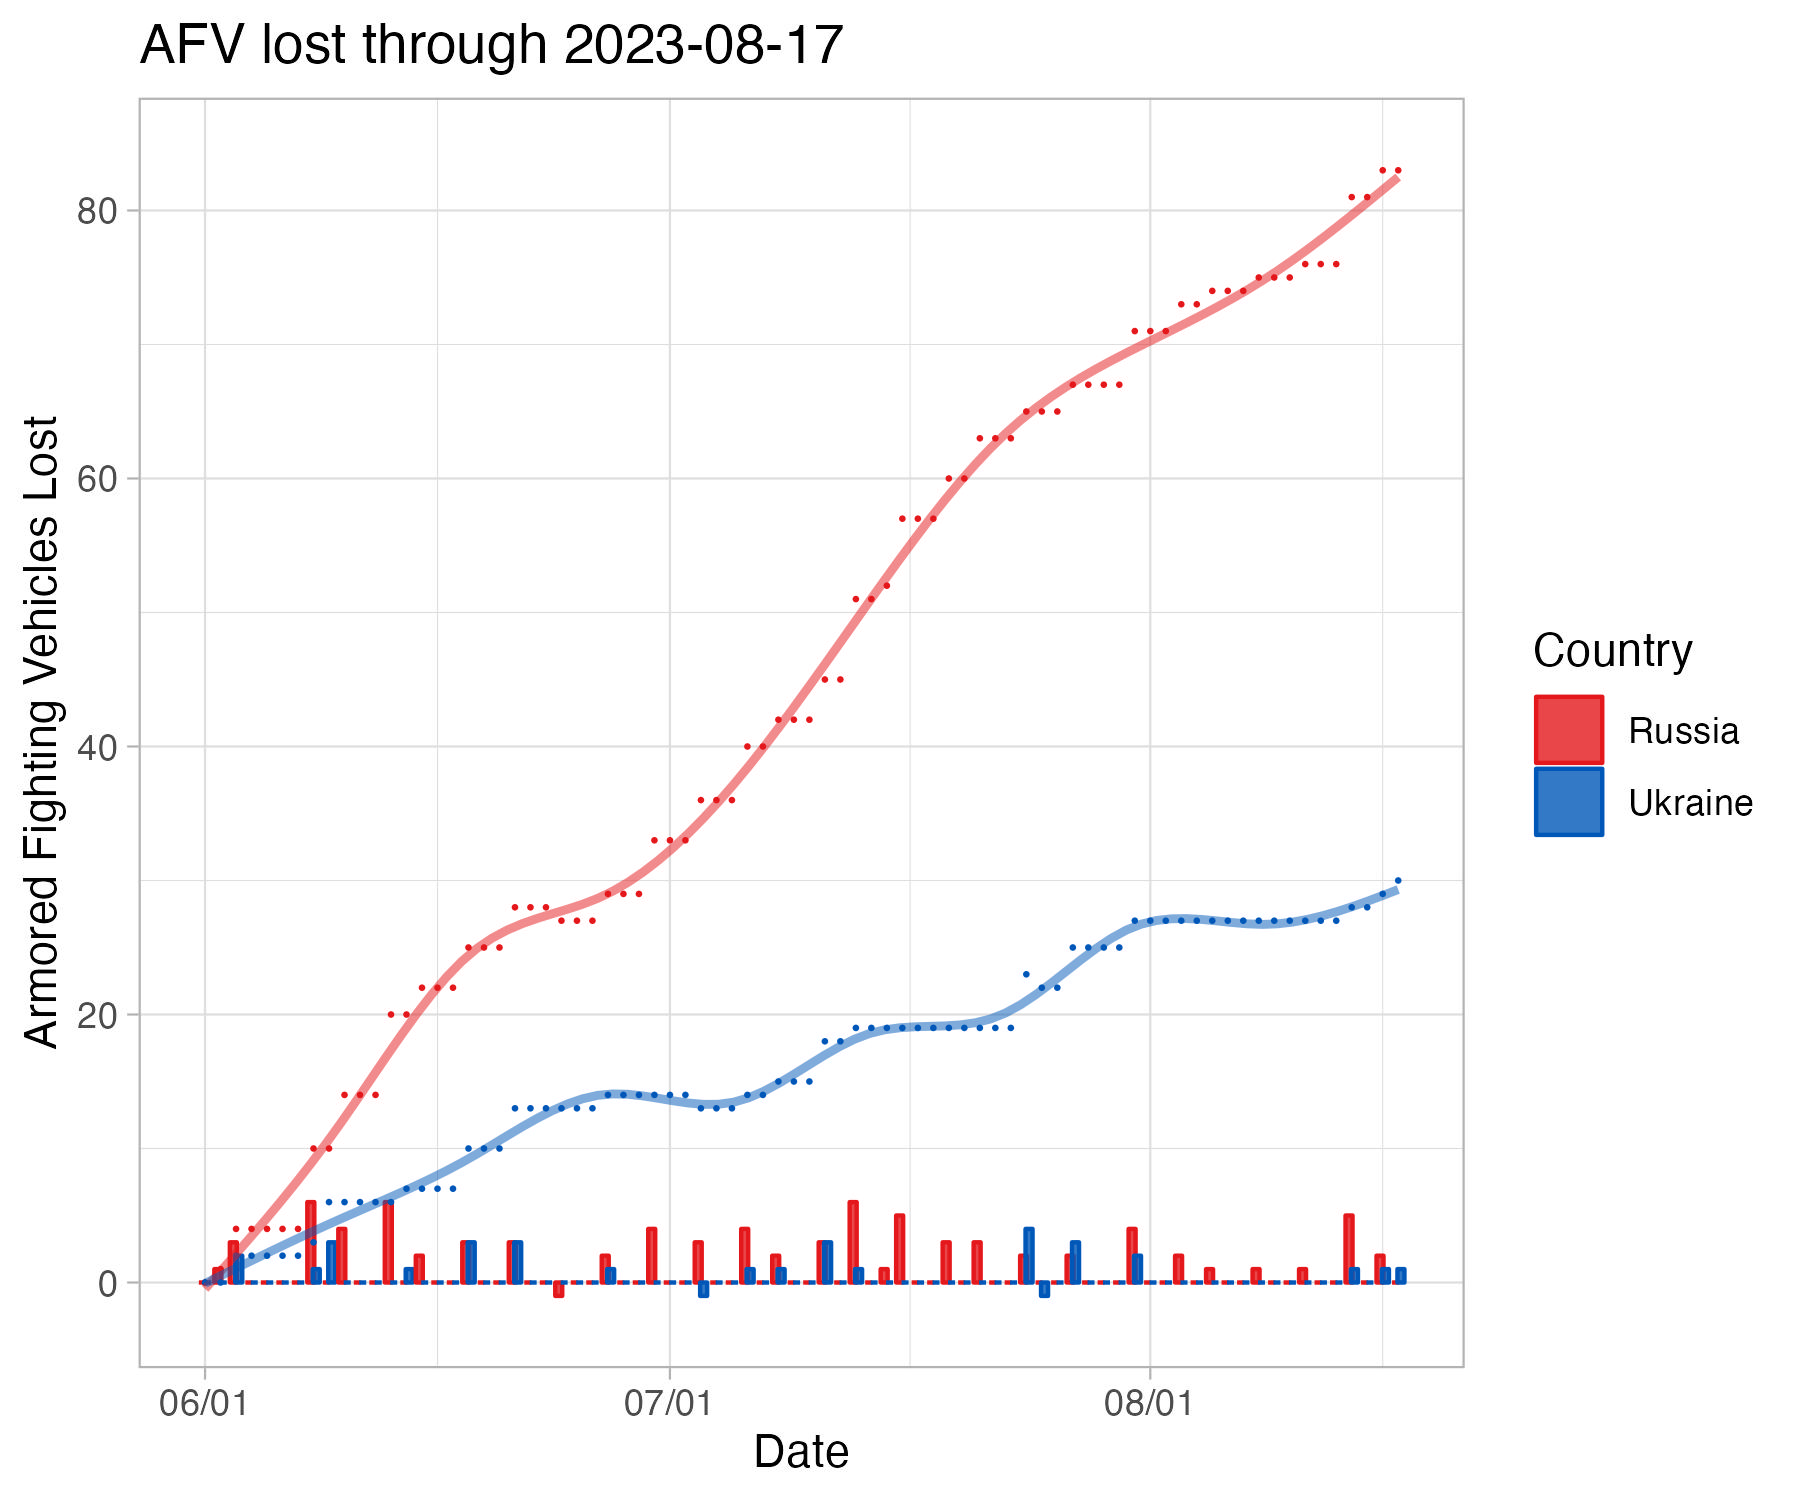 AFV lost through 2023-08-17
Armored Fighting Vehicles Lost
80
60
40
20
0
06/01
07/01
08/01
Date
Country
Russia
Ukraine